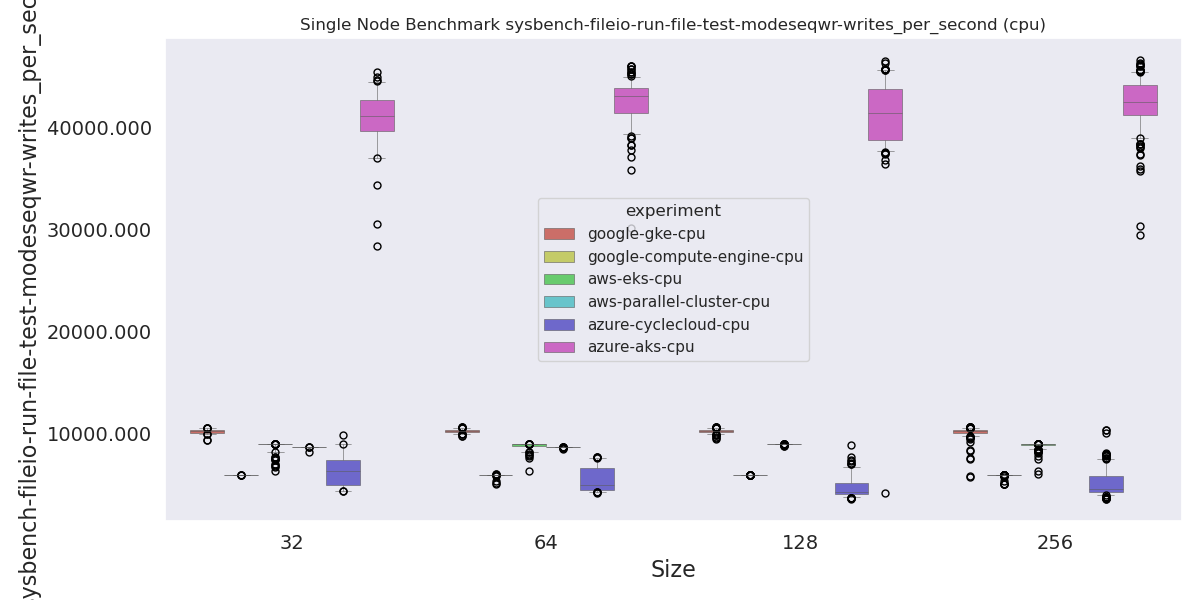 Single Node Benchmark sysbench-fileio-run-file-test-modeseqwr-writes_per_second (cpu)
ysbench-fileio-run-file-test-modeseqwr-writes_per_sec
40000.000
30000.000
20000.000
10000.000
experiment
google-gke-cpu
google-compute-engine-cpu
aws-eks-cpu
aws-parallel-cluster-cpu
azure-cyclecloud-cpu
azure-aks-cpu
32
64
128
256
Size